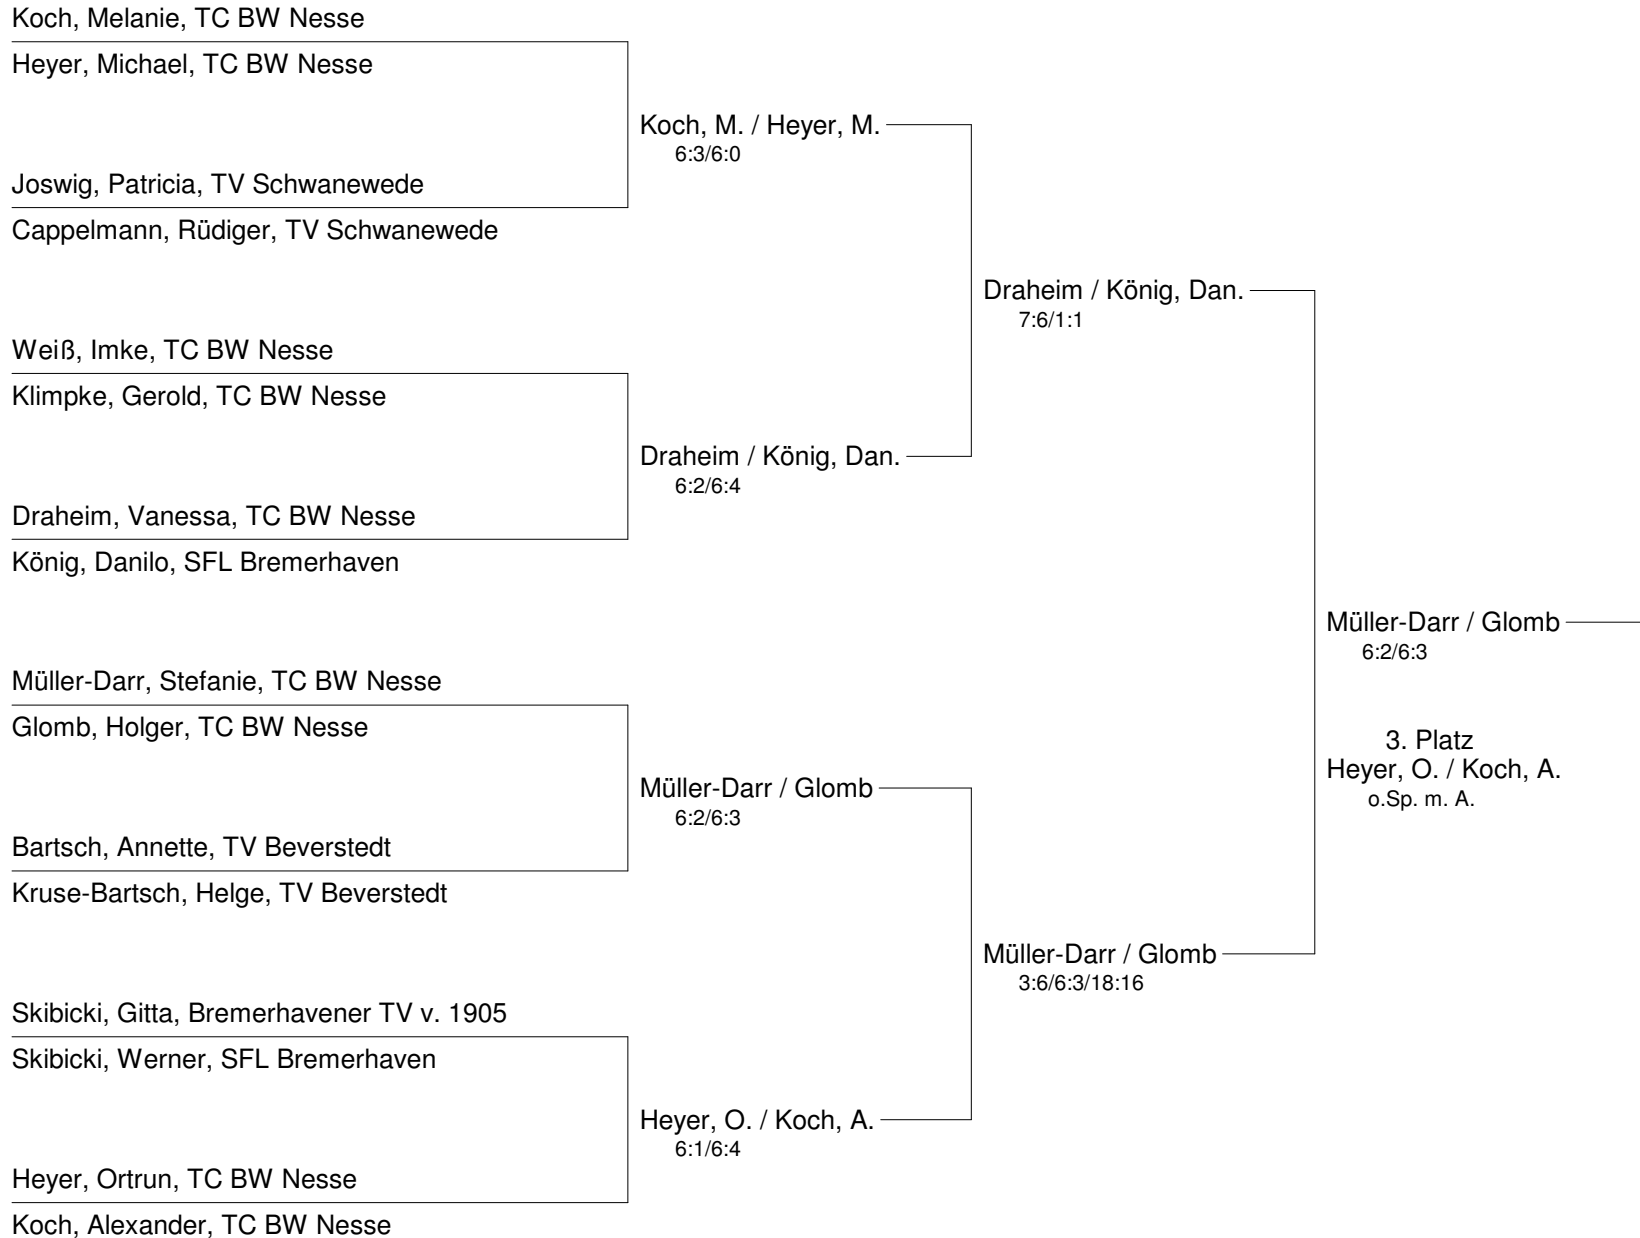 Koch, Melanie, TC BW Nesse
Heyer, Michael, TC BW Nesse
Koch, M. / Heyer, M.
6:3/6:0
Joswig, Patricia, TV Schwanewede
Cappelmann, Rüdiger, TV Schwanewede
Draheim / König, Dan.
7:6/1:1
Weiß, Imke, TC BW Nesse
Klimpke, Gerold, TC BW Nesse
Draheim / König, Dan.
6:2/6:4
Draheim, Vanessa, TC BW Nesse
König, Danilo, SFL Bremerhaven
Müller-Darr / Glomb
6:2/6:3
Müller-Darr, Stefanie, TC BW Nesse
Glomb, Holger, TC BW Nesse
3. Platz
Heyer, O. / Koch, A.
o.Sp. m. A.
Müller-Darr / Glomb
6:2/6:3
Bartsch, Annette, TV Beverstedt
Kruse-Bartsch, Helge, TV Beverstedt
Müller-Darr / Glomb
3:6/6:3/18:16
Skibicki, Gitta, Bremerhavener TV v. 1905
Skibicki, Werner, SFL Bremerhaven
Heyer, O. / Koch, A.
6:1/6:4
Heyer, Ortrun, TC BW Nesse
Koch, Alexander, TC BW Nesse